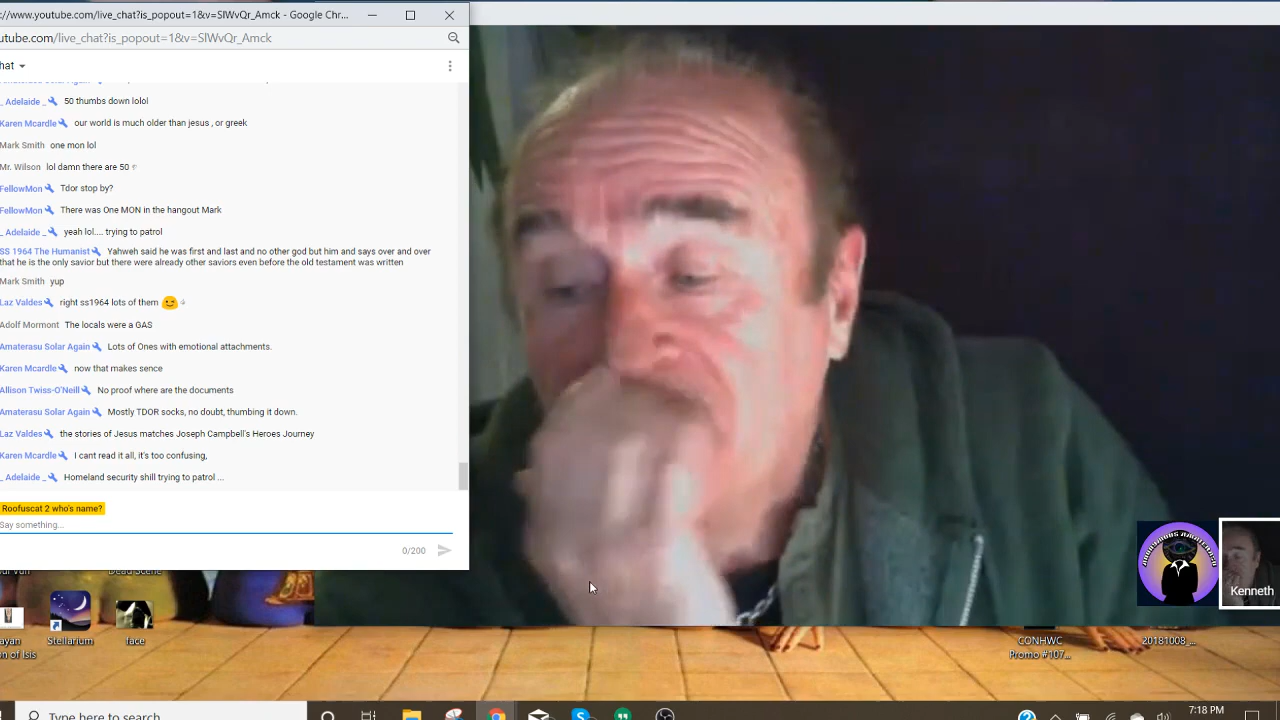 ://www.youtube.com/live_chat?is_popout=1&v=SlWvQr_Amck - Google Chr...
utube.com/live_chat?is_popout=1&v=SlWvQr_Amck
hat
_ Adelaide _ 50 thumbs down lolol
Karen Mcardle our world is much older than jesus , or greek
Mark Smith one mon lol
Mr. Wilson lol damn there are 50
FellowMon Tdor stop by?
FellowMon There was One MON in the hangout Mark
_ Adelaide _ yeah lol.... trying to patrol
SS 1964 The Humanist Yahweh said he was first and last and no other god but him and says over and over
that he is the only savior but there were already other saviors even before the old testament was written
Mark Smith yup
Laz Valdes right ss1964 lots of them 😉
Adolf Mormont The locals were a GAS
Amaterasu Solar Again Lots of Ones with emotional attachments.
Karen Mcardle now that makes sence
Allison Twiss-O'Neill No proof where are the documents
Amaterasu Solar Again Mostly TDOR socks, no doubt, thumbing it down.
Laz Valdes the stories of Jesus matches Joseph Campbell's Heroes Journey
Karen Mcardle I cant read it all, it's too confusing,
_ Adelaide _ Homeland security shill trying to patrol ...
Roofuscat 2 who's name?
Say something...
0/200
Kenneth
Dead Scene
ayan
on of Isis
Stellarium
face
CONHWC
Promo #107...
20181008_...
Type here to search
7:18 PM